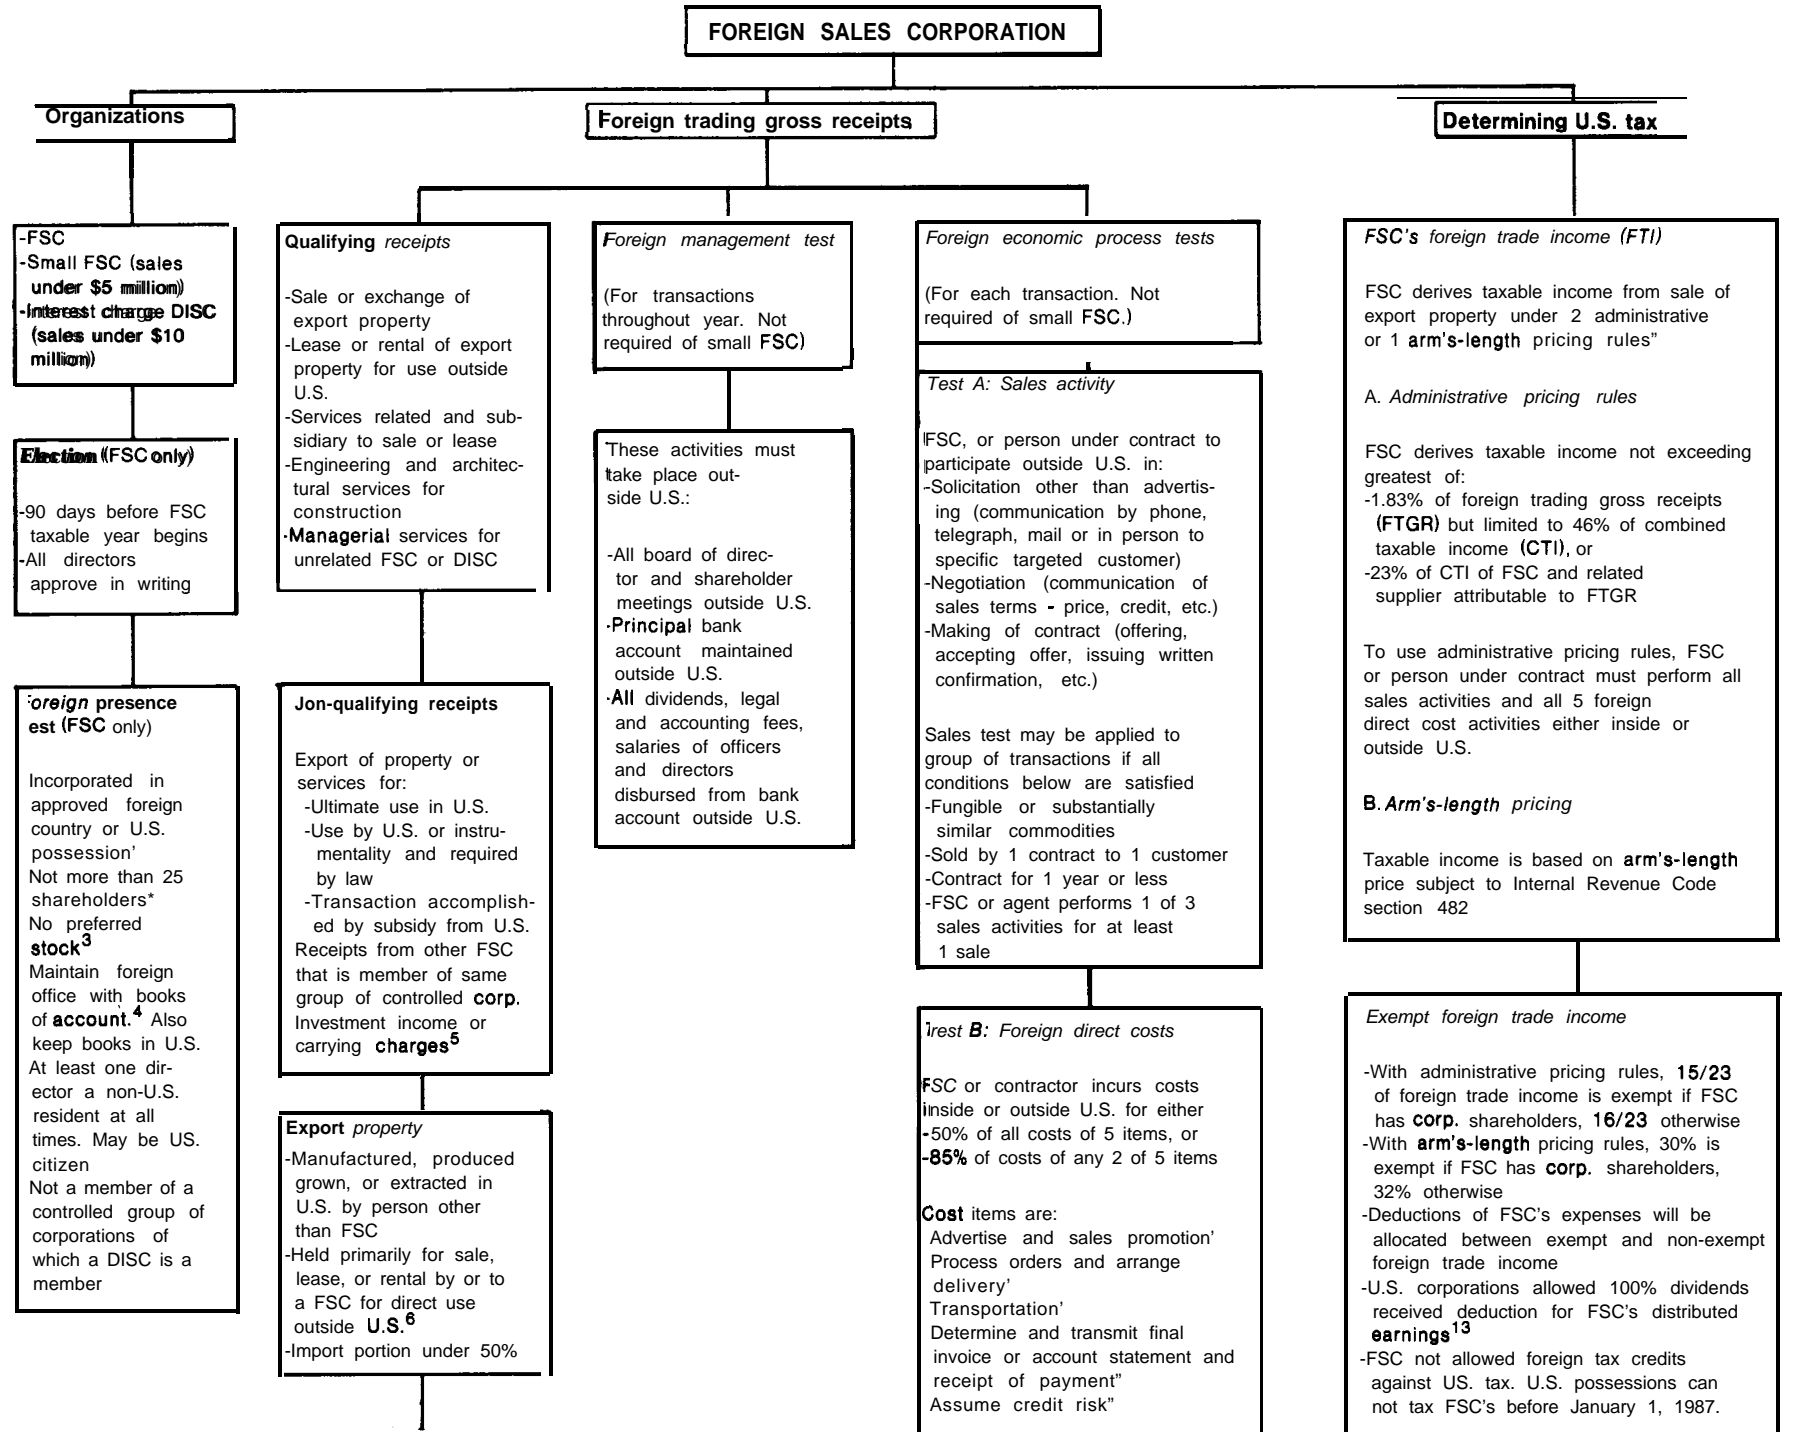 FOREIGN SALES CORPORATION
Organizations
-FSC
-Small FSC (sales
under $5 million)
-Interest charge DISC
(sales under $10
million)
Election (FSC only)
-90 days before FSC
taxable year begins
-All directors
approve in writing
oreign presence
est (FSC only)
Incorporated in
approved foreign
country or U.S.
possession'
Not more than 25
shareholders*
No preferred
stock3
Maintain foreign
office with books
of account.4 Also
keep books in U.S.
At least one dir-
ector a non-U.S.
resident at all
times. May be US.
citizen
Not a member of a
controlled group of
corporations of
which a DISC is a
member
Foreign trading gross receipts
Qualifying receipts
-Sale or exchange of
export property
-Lease or rental of export
property for use outside
U.S.
-Services related and sub-
sidiary to sale or lease
-Engineering and architec-
tural services for
construction
-Managerial services for
unrelated FSC or DISC
Jon-qualifying receipts
Export of property or
services for:
-Ultimate use in U.S.
-Use by U.S. or instru-
mentality and required
by law
-Transaction accomplish-
ed by subsidy from U.S.
Receipts from other FSC
that is member of same
group of controlled corp.
Investment income or
carrying charges5
Export property
-Manufactured, produced
grown, or extracted in
U.S. by person other
than FSC
-Held primarily for sale,
lease, or rental by or to
a FSC for direct use
outside U.S.6
-Import portion under 50%
Foreign management test
(For transactions
throughout year. Not
required of small FSC)
These activities must
take place out-
side U.S.:
-All board of direc-
tor and shareholder
meetings outside U.S.
-Principal bank
account maintained
outside U.S.
-All dividends, legal
and accounting fees,
salaries of officers
and directors
disbursed from bank
account outside U.S.
Foreign economic process tests
(For each transaction. Not
required of small FSC.)
Test A: Sales activity
FSC, or person under contract to
participate outside U.S. in:
-Solicitation other than advertis-
ing (communication by phone,
telegraph, mail or in person to
specific targeted customer)
-Negotiation (communication of
sales terms - price, credit, etc.)
-Making of contract (offering,
accepting offer, issuing written
confirmation, etc.)
Sales test may be applied to
group of transactions if all
conditions below are satisfied
-Fungible or substantially
similar commodities
-Sold by 1 contract to 1 customer
-Contract for 1 year or less
-FSC or agent performs 1 of 3
sales activities for at least
1 sale
Trest B: Foreign direct costs
FSC or contractor incurs costs
inside or outside U.S. for either
-50% of all costs of 5 items, or
-85% of costs of any 2 of 5 items
Cost items are:
Advertise and sales promotion'
Process orders and arrange
delivery'
Transportation'
Determine and transmit final
invoice or account statement and
receipt of payment"
Assume credit risk"
Determining U.S. tax
FSC's foreign trade income (FTI)
FSC derives taxable income from sale of
export property under 2 administrative
or 1 arm's-length pricing rules"
A. Administrative pricing rules
FSC derives taxable income not exceeding
greatest of:
-1.83% of foreign trading gross receipts
(FTGR) but limited to 46% of combined
taxable income (CTI), or
-23% of CTI of FSC and related
supplier attributable to FTGR
To use administrative pricing rules, FSC
or person under contract must perform all
sales activities and all 5 foreign
direct cost activities either inside or
outside U.S.
B. Arm's-length pricing
Taxable income is based on arm's-length
price subject to Internal Revenue Code
section 482
Exempt foreign trade income
-With administrative pricing rules, 15/23
of foreign trade income is exempt if FSC
has corp. shareholders, 16/23 otherwise
-With arm's-length pricing rules, 30% is
exempt if FSC has corp. shareholders,
32% otherwise
-Deductions of FSC's expenses will be
allocated between exempt and non-exempt
foreign trade income
-U.S. corporations allowed 100% dividends
received deduction for FSC's distributed
earnings13
-FSC not allowed foreign tax credits
against US. tax. U.S. possessions can
not tax FSC's before January 1, 1987.